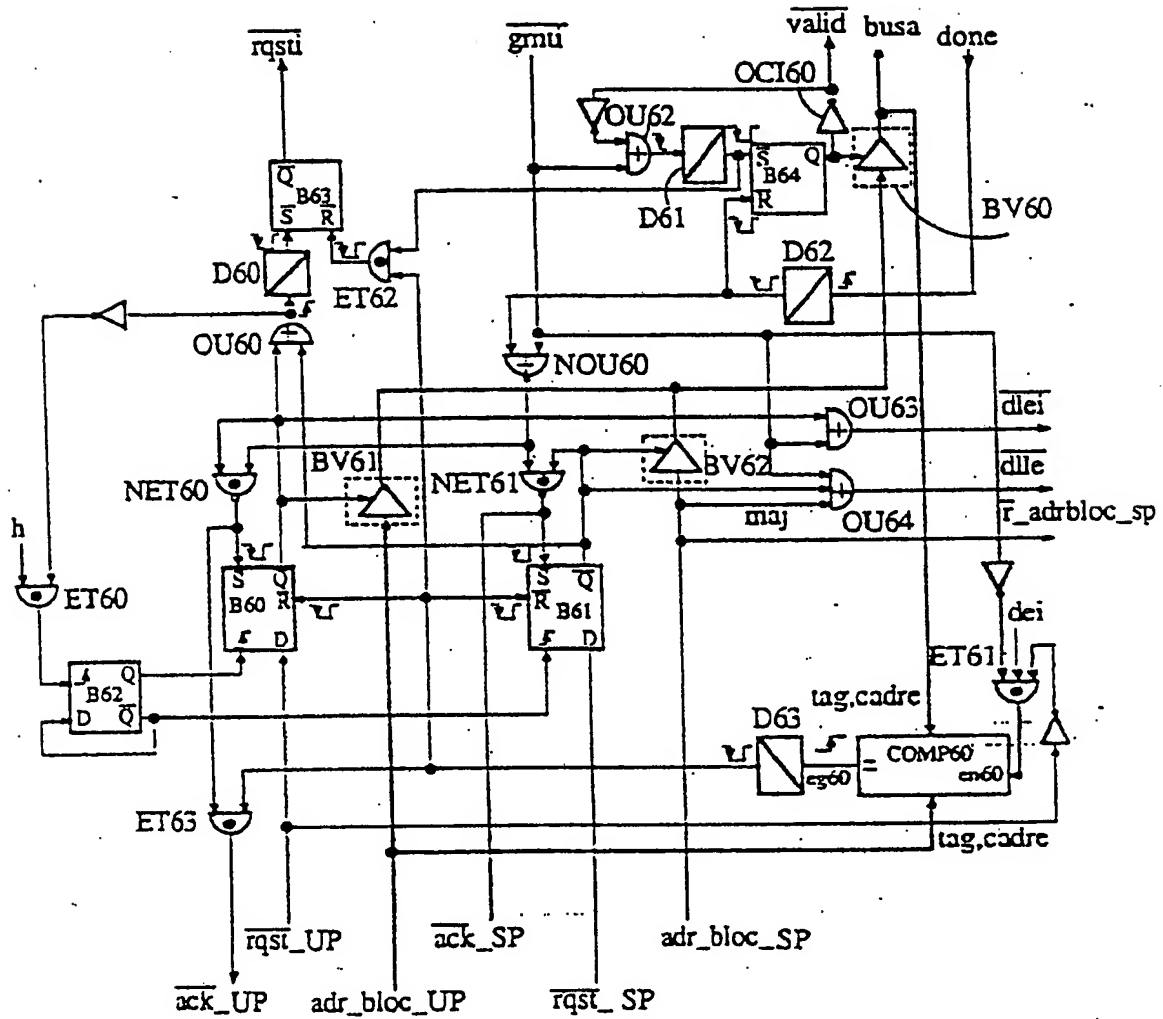 valid busa done
rqsti gmu
OCI60
OU62
Q
B63
S R
S Q
B64
R
D61
BV60
D60
ET62
D62
OU60
NOU60
OU63
dlei
BV61
BV62
dlle
NET60
NET61
maj
OU64
r_adrbloc_sp
h
ET60
S Q
B60 R
D
S Q
R B61
D
dei
ET61
Q
B62
D Q
tag,cadre
D63
COMP60
eg60
=
en60
ET63
tag,cadre
rqst_UP
ack_SP
adr_bloc_SP
ack_UP
adr_bloc_UP
rqst_SP